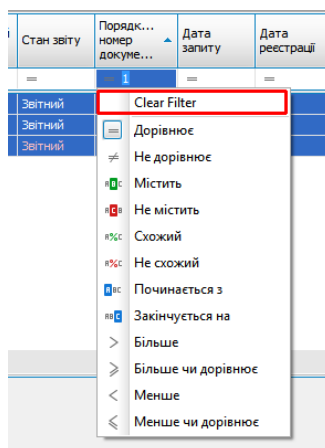 й Стан звіту Порядк... номер докуме... Дата запиту Дата реєстрації
= = 1 = =
Звітний
Звітний
Звітний
Clear Filter
= Дорівнює
≠ Не дорівнює
Містить
Не містить
Схожий
Не схожий
Починається з
Закінчується на
> Більше
⩾ Більше чи дорівнює
< Менше
⩽ Менше чи дорівнює